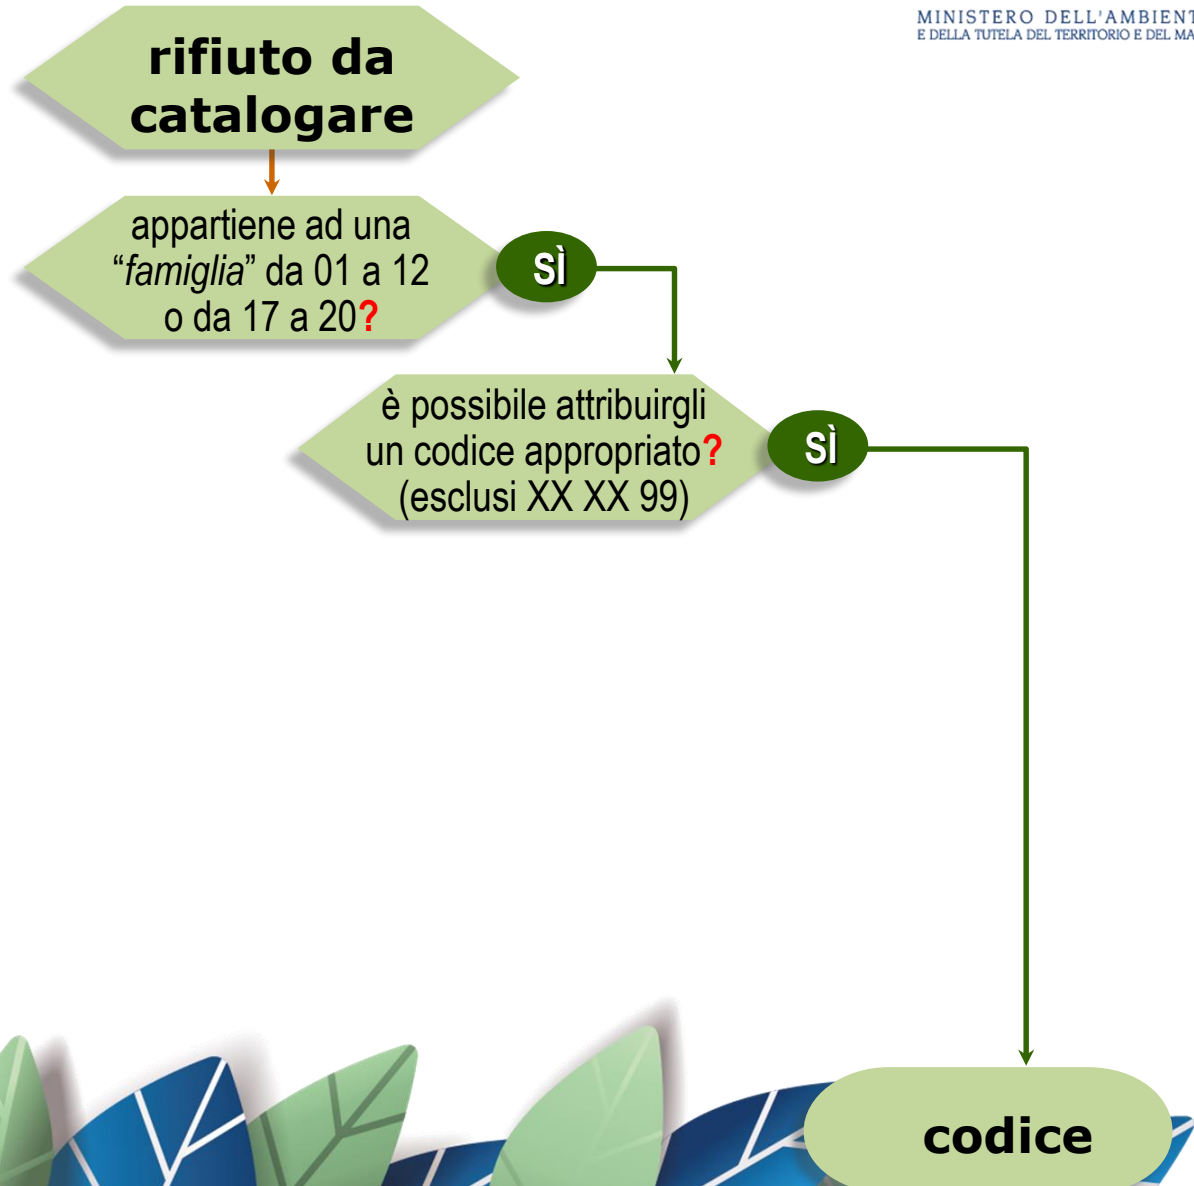 MINISTERO DELL'AMBIENT
E DELLA TUTELA DEL TERRITORIO E DEL MA
rifiuto da
catalogare
appartiene ad una
“famiglia” da 01 a 12
o da 17 a 20?
SÌ
è possibile attribuirgli
un codice appropriato?
(esclusi XX XX 99)
SÌ
codice